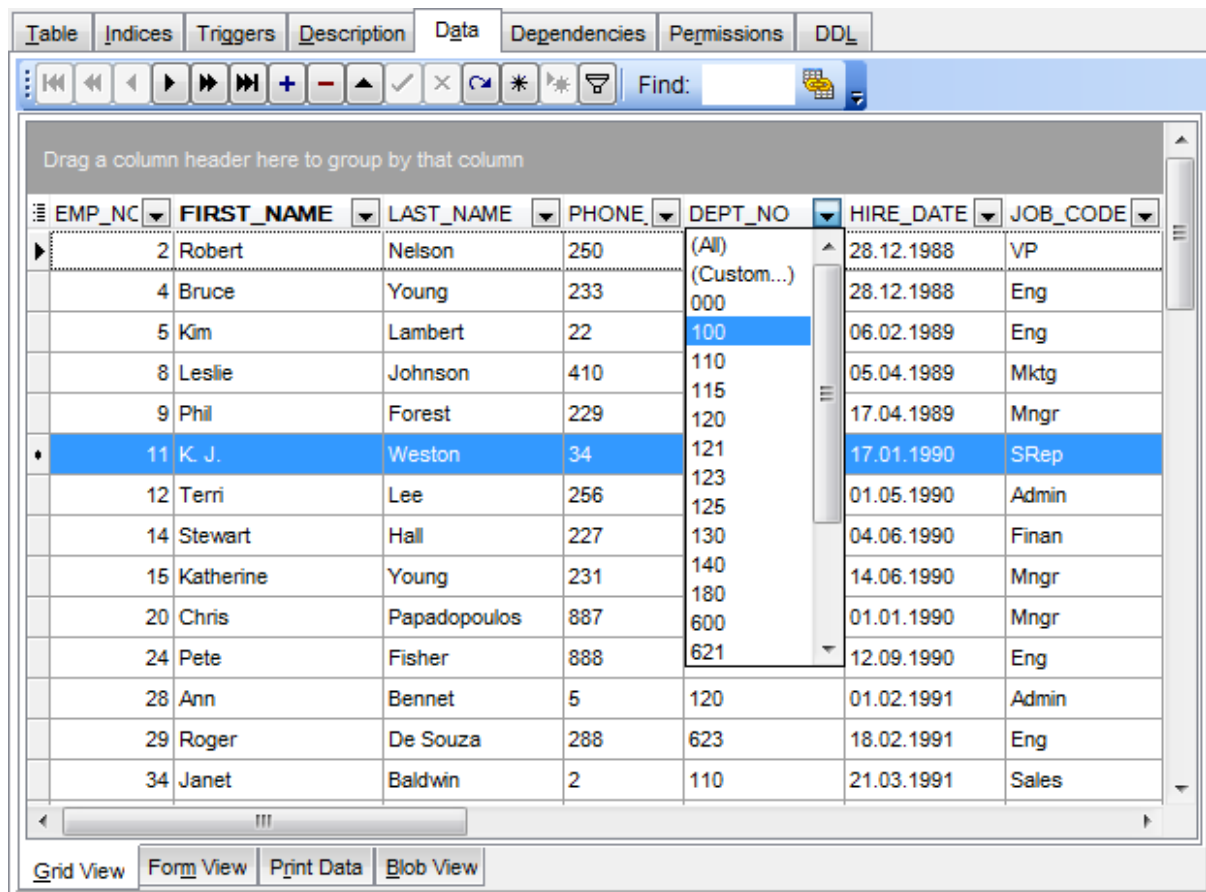 Table Indices Triggers Description Data Dependencies Permissions DDL
Find:
Drag a column header here to group by that column
EMP_NO FIRST_NAME LAST_NAME PHONE_ DEPT_NO HIRE_DATE JOB_CODE
2 Robert Nelson 250 (All) 28.12.1988 VP
(Custom...)
4 Bruce Young 233 000 28.12.1988 Eng
5 Kim Lambert 22 100 06.02.1989 Eng
8 Leslie Johnson 410 110 05.04.1989 Mktg
115
9 Phil Forest 229 120 17.04.1989 Mngr
11 K. J. Weston 34 121 17.01.1990 SRep
123
12 Terri Lee 256 125 01.05.1990 Admin
14 Stewart Hall 227 130 04.06.1990 Finan
140
15 Katherine Young 231 180 14.06.1990 Mngr
20 Chris Papadopoulos 887 600 01.01.1990 Mngr
24 Pete Fisher 888 621 12.09.1990 Eng
28 Ann Bennet 5 120 01.02.1991 Admin
29 Roger De Souza 288 623 18.02.1991 Eng
34 Janet Baldwin 2 110 21.03.1991 Sales
Grid View Form View Print Data Blob View